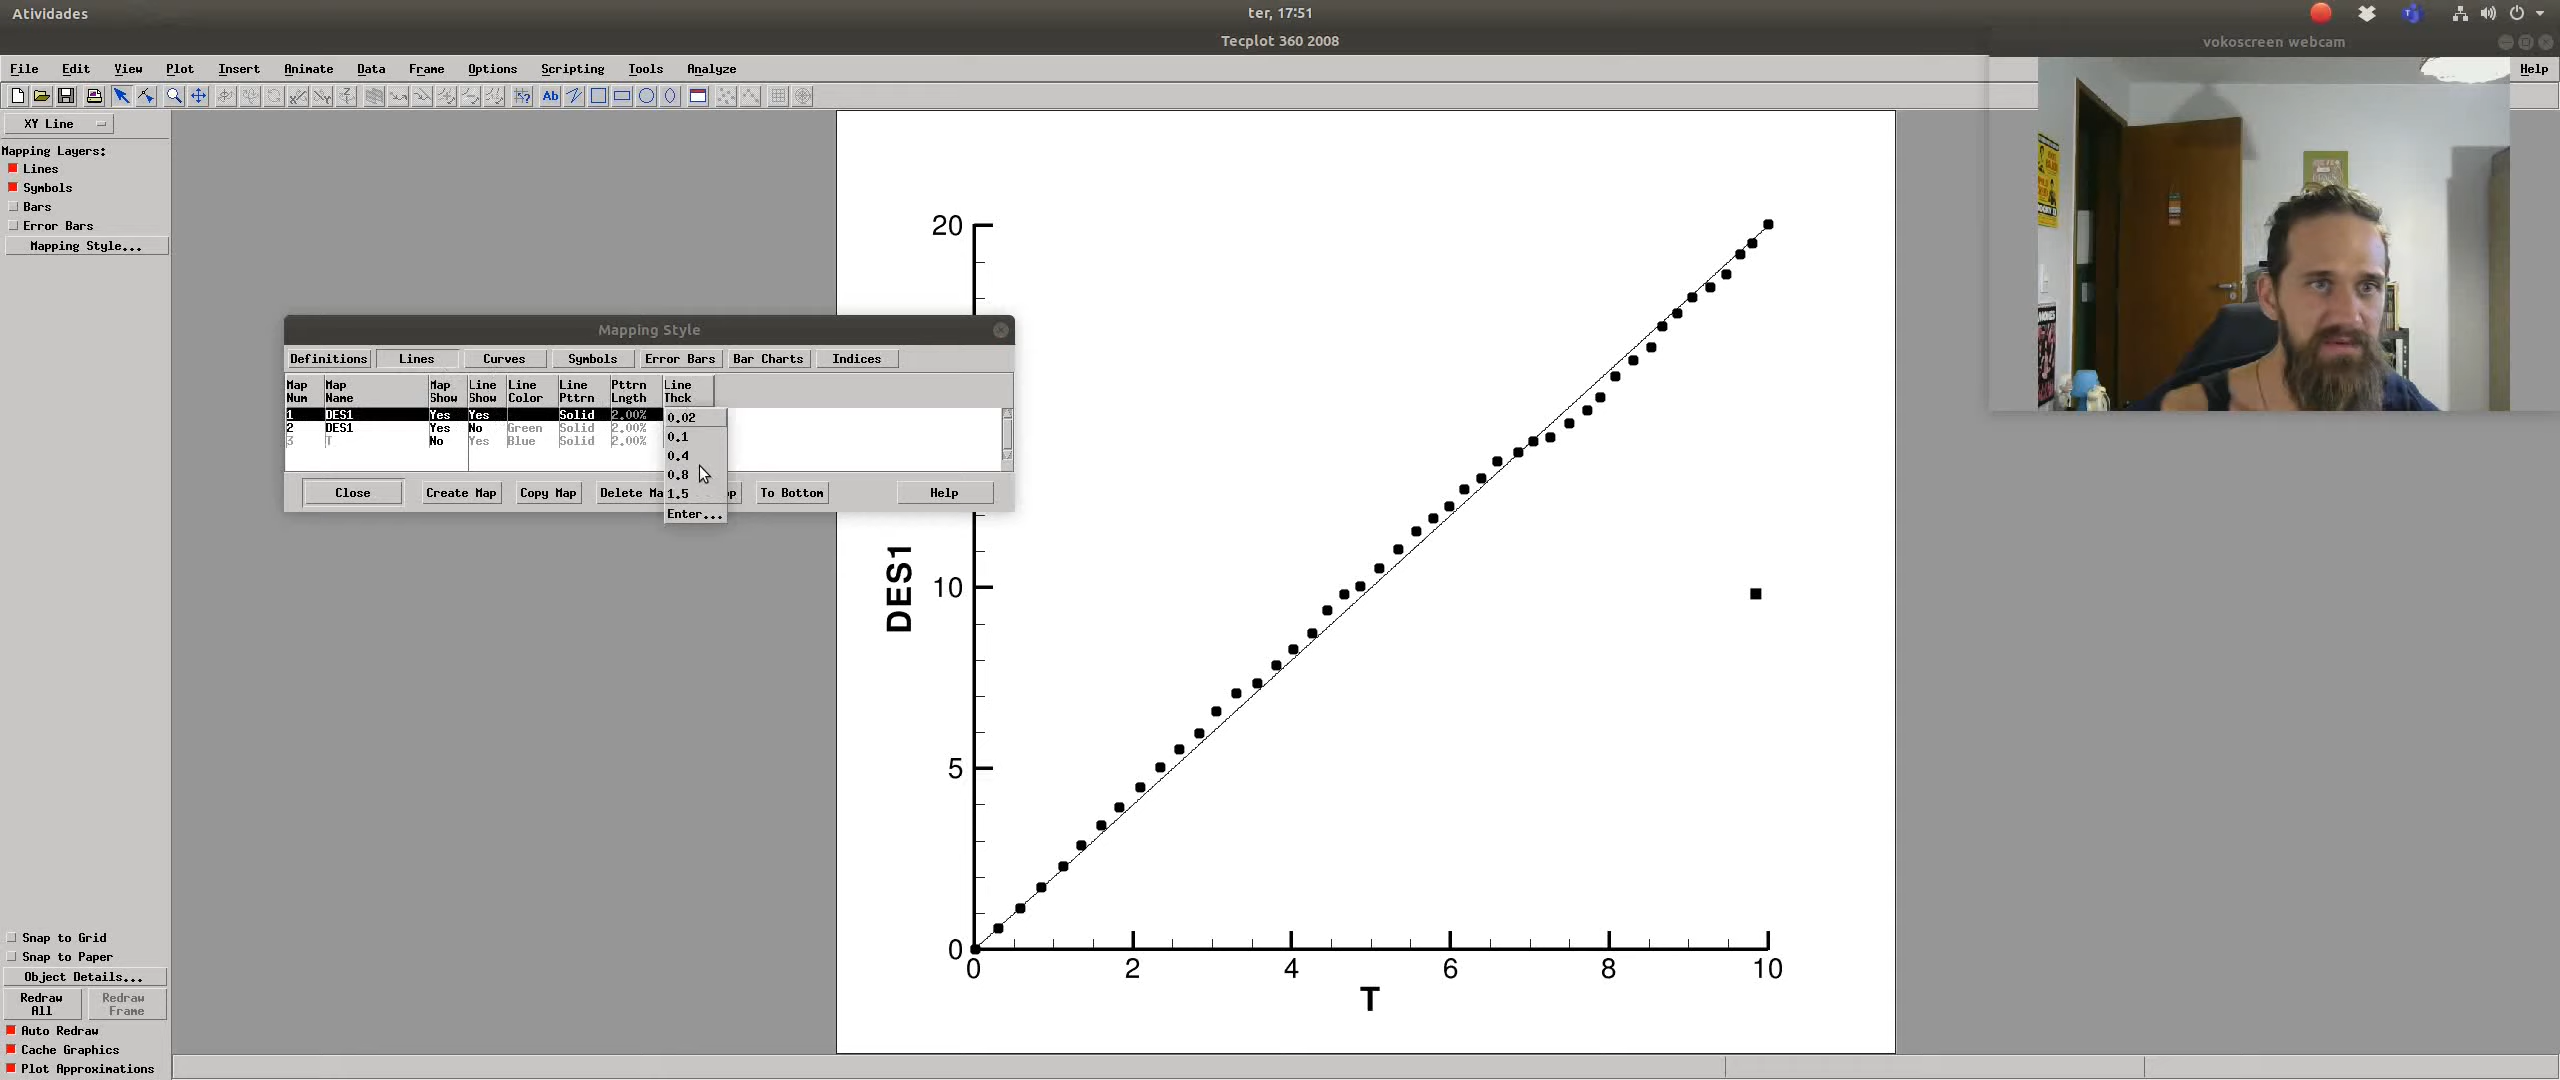 Atividades
ter, 17:51
Tecplot 360 2008
vokoscreen webcam
File Edit View Plot Insert Animate Data Frame Options Scripting Tools Analyze Help
Ab
XY Line
Mapping Layers:
Lines
Symbols
Bars
Error Bars
Mapping Style...
Mapping Style
Definitions Lines Curves Symbols Error Bars Bar Charts Indices
Map Map Map Line Line Line Pttrn Line
Num Name Show Show Color Pttrn Lngth Thck
1 DES1 Yes Yes Solid 2.00%
2 DES1 Yes No Green Solid 2.00%
3 T No Yes Blue Solid 2.00%
0.02
0.1
0.4
0.8
1.5
Enter...
Close Create Map Copy Map Delete Ma p To Bottom Help
20
10
5
0
DES1
0 2 4 6 8 10
T
Snap to Grid
Snap to Paper
Object Details...
Redraw All
Redraw Frame
Auto Redraw
Cache Graphics
Plot Approximations